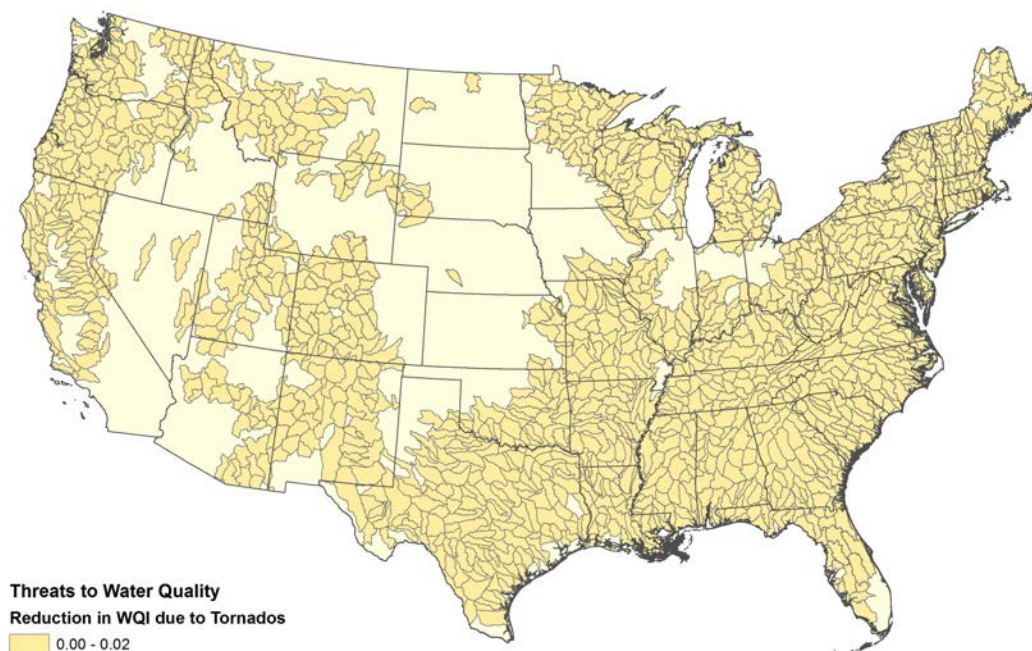 Threats to Water Quality
Reduction in WQI due to Tornados
0.00 - 0.02